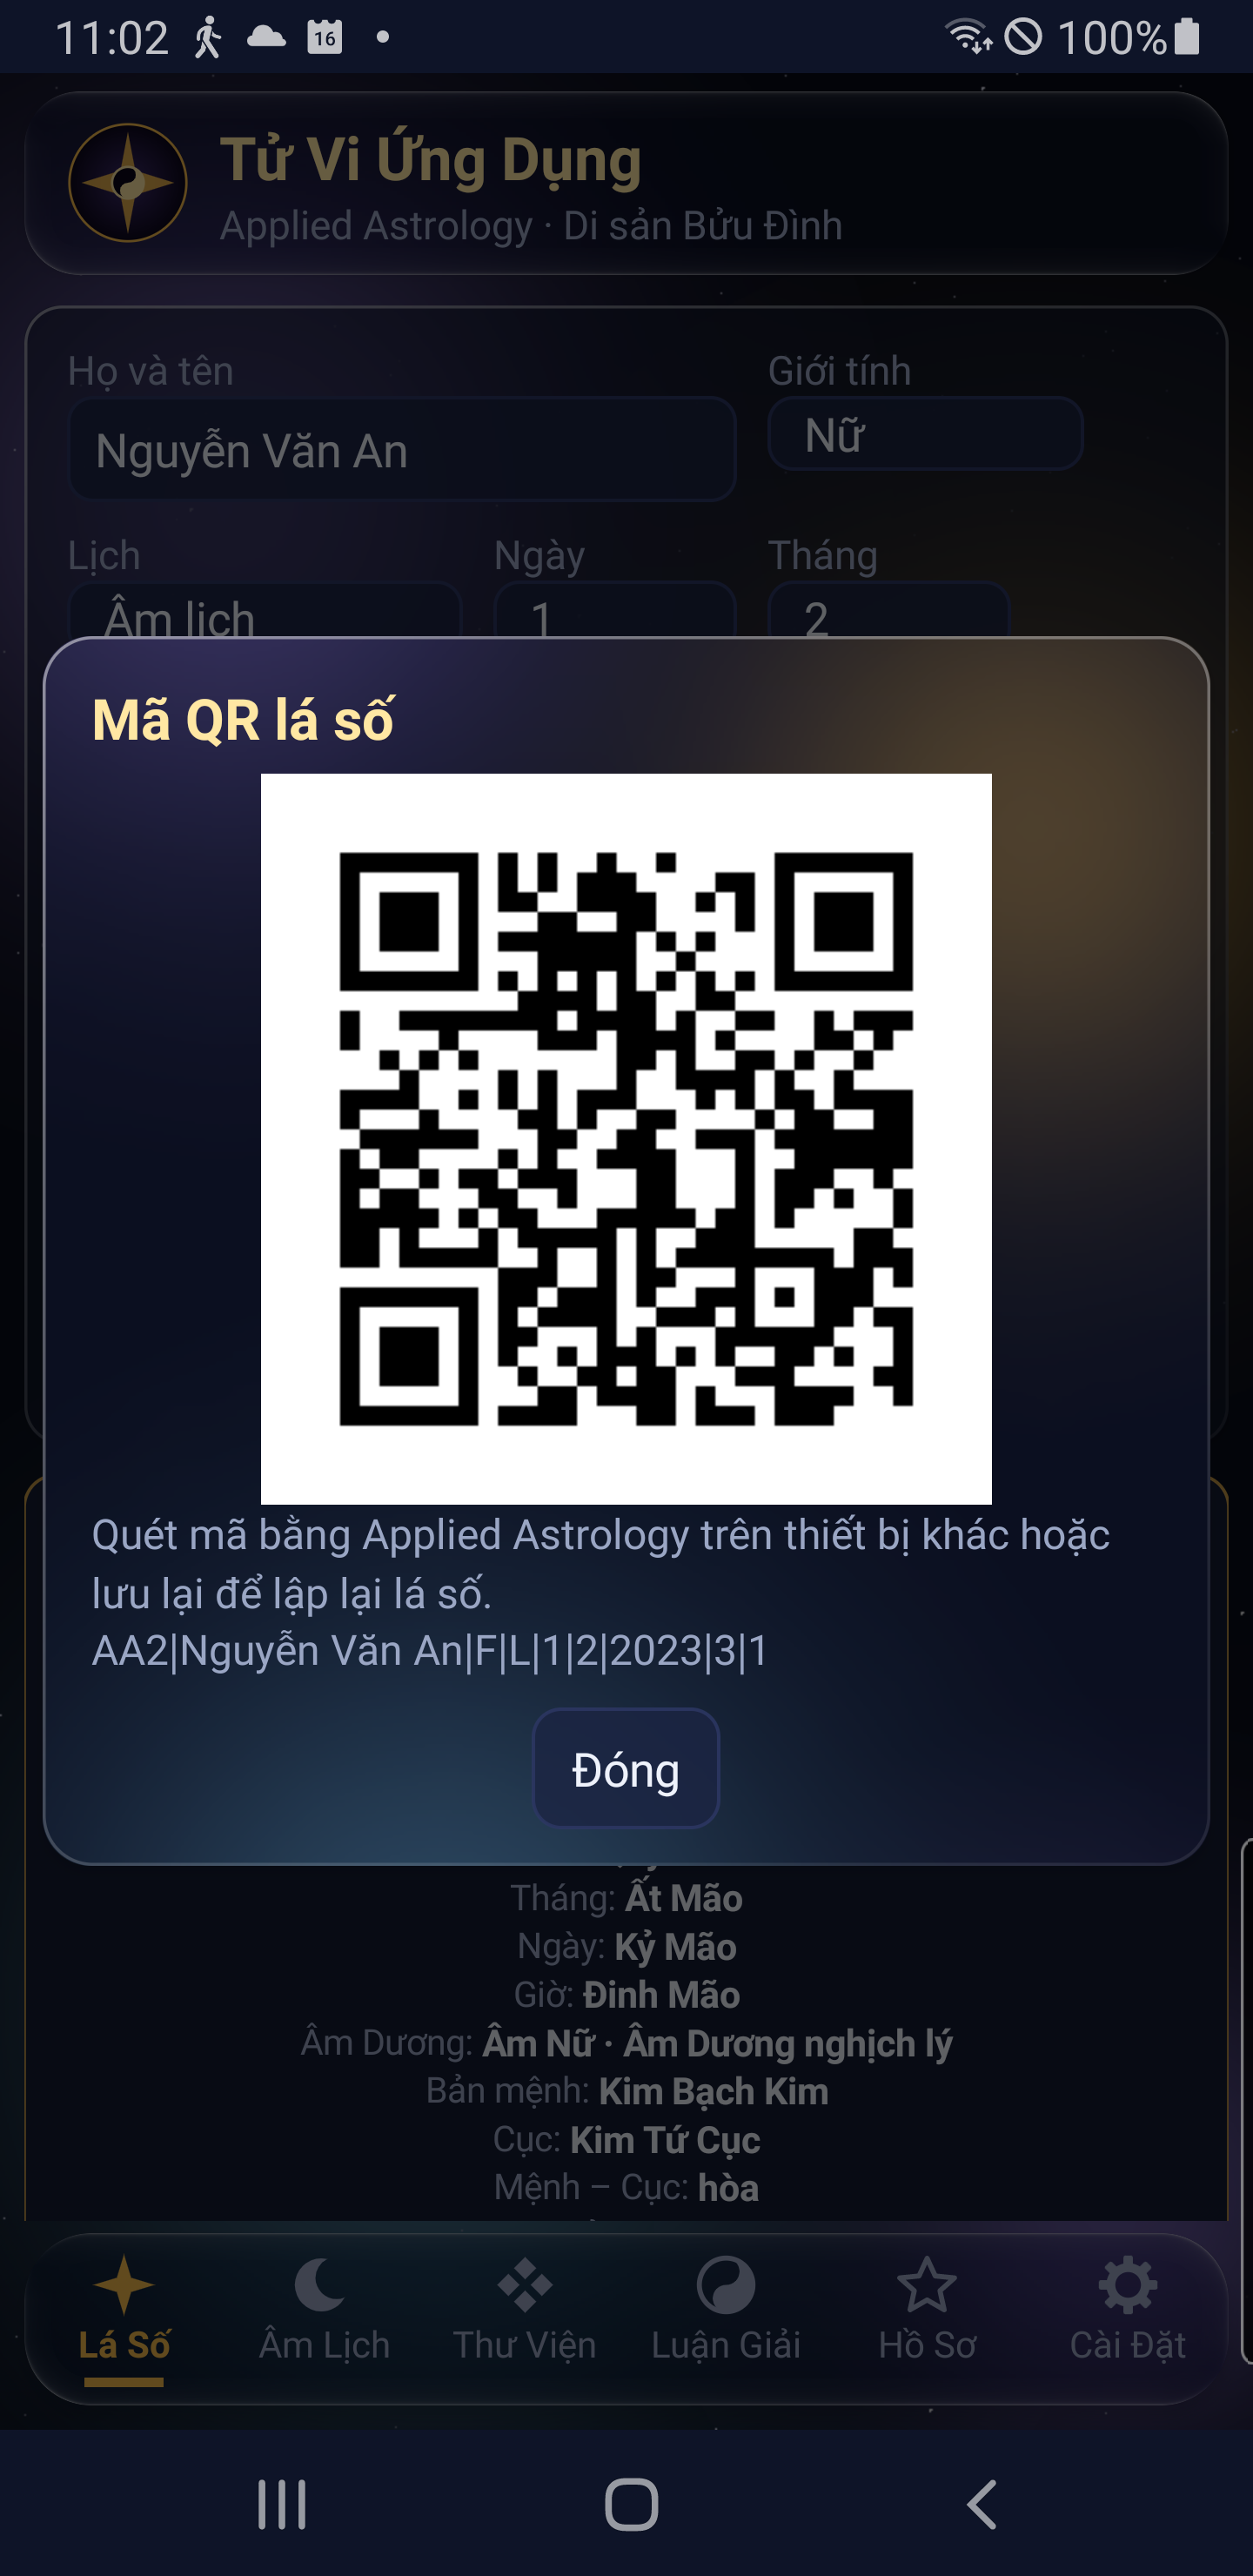 11:02
16
100%
Tử Vi Ứng Dụng
Applied Astrology · Di sản Bửu Đình
Họ và tên
Giới tính
Nguyễn Văn An
Nữ
Lịch
Ngày
Tháng
Âm lịch
1
2
Mã QR lá số
Quét mã bằng Applied Astrology trên thiết bị khác hoặc
lưu lại để lập lại lá số.
AA2|Nguyễn Văn An|F|L|1|2|2023|3|1
Đóng
Tháng: Ất Mão
Ngày: Kỷ Mão
Giờ: Đinh Mão
Âm Dương: Âm Nữ · Âm Dương nghịch lý
Bản mệnh: Kim Bạch Kim
Cục: Kim Tứ Cục
Mệnh – Cục: hòa
Lá Số
Âm Lịch
Thư Viện
Luận Giải
Hồ Sơ
Cài Đặt